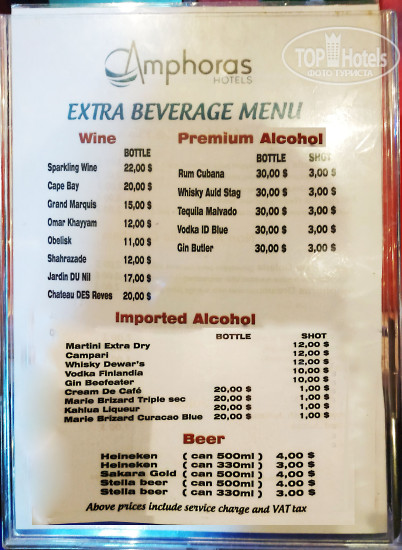 TOP Hotels
ФОТО ТУРИСТА
Amphoras
HOTELS
EXTRA BEVERAGE MENU
Wine
BOTTLE
Sparkling Wine 22,00 $
Cape Bay 20,00 $
Grand Marquis 15,00 $
Omar Khayyam 12,00 $
Obelisk 11,00 $
Shahrazade 12,00 $
Jardin DU Nil 17,00 $
Chateau DES Reves 20,00 $
Premium Alcohol
BOTTLE SHOT
Rum Cubana 30,00 $ 3,00 $
Whisky Auld Stag 30,00 $ 3,00 $
Tequila Malvado 30,00 $ 3,00 $
Vodka ID Blue 30,00 $ 3,00 $
Gin Butler 30,00 $ 3,00 $
Imported Alcohol
BOTTLE SHOT
Martini Extra Dry 12,00 $
Campari 12,00 $
Whisky Dewar's 12,00 $
Vodka Finlandia 10,00 $
Gin Beefeater 10,00 $
Cream De Café 20,00 $ 1,00 $
Marie Brizard Triple sec 20,00 $ 1,00 $
Kahlua Liqueur 20,00 $ 1,00 $
Marie Brizard Curacao Blue 20,00 $ 1,00 $
Beer
Heineken ( can 500ml ) 4,00 $
Heineken ( can 330ml ) 3,00 $
Sakara Gold ( can 500ml ) 4,00 $
Stella beer ( can 500ml ) 4.00 $
Stella beer ( can 330ml ) 3.00 $
Above prices include service charge and VAT tax